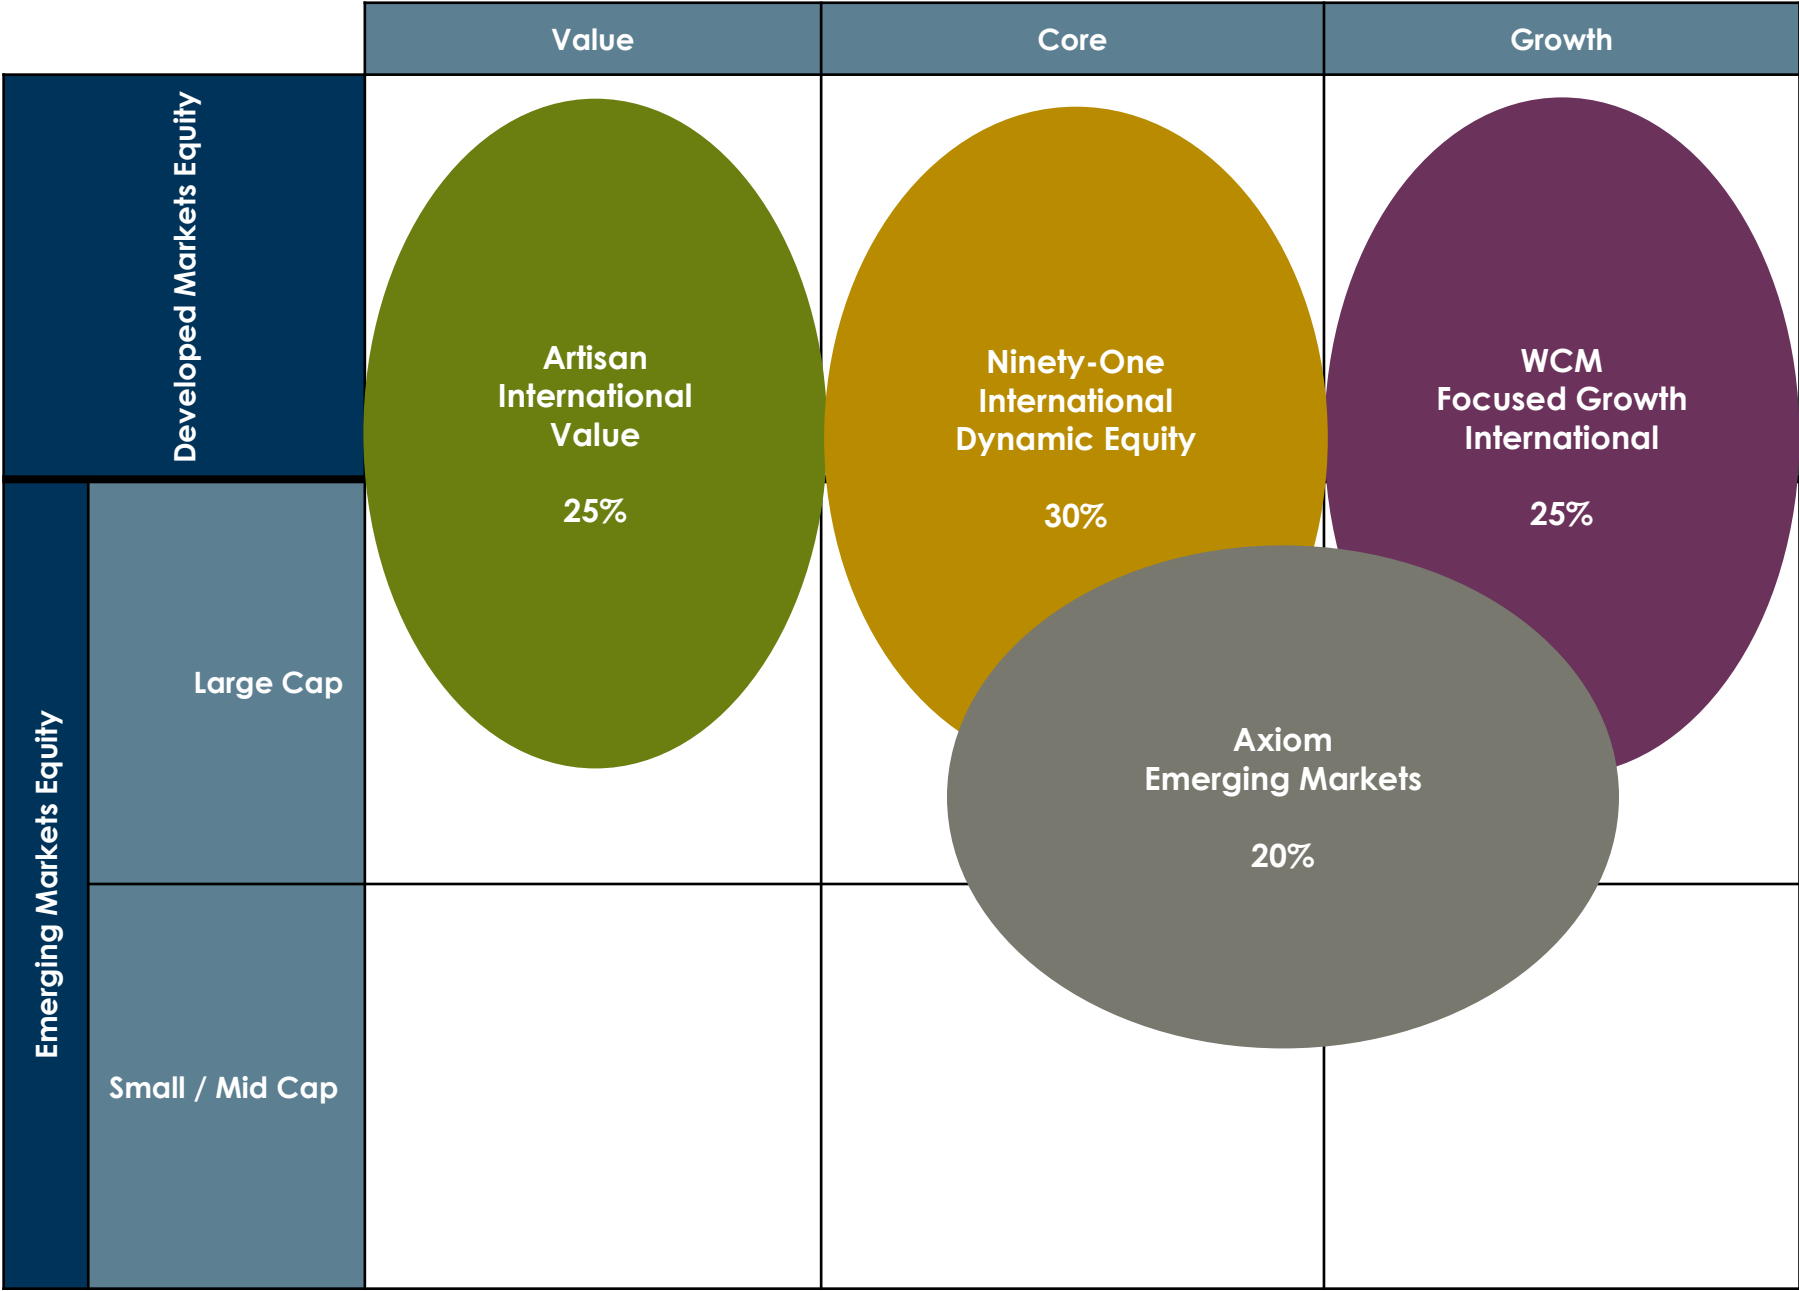 Value
Core
Growth
Developed Markets Equity
Artisan
International
Value
25%
Ninety-One
International
Dynamic Equity
30%
WCM
Focused Growth
International
25%
Emerging Markets Equity
Large Cap
Axiom
Emerging Markets
20%
Small / Mid Cap